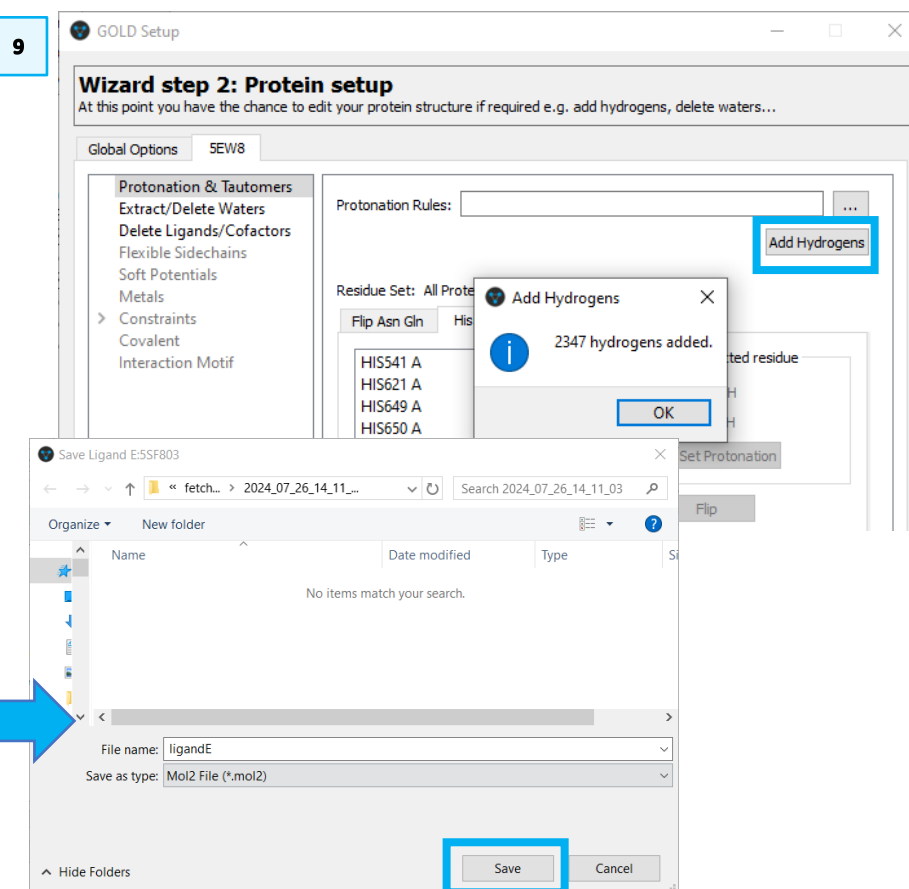 9
GOLD Setup
Wizard step 2: Protein setup
At this point you have the chance to edit your protein structure if required e.g. add hydrogens, delete waters...
Global Options 5EW8
Protonation & Tautomers
Extract/Delete Waters
Delete Ligands/Cofactors
Flexible Sidechains
Soft Potentials
Metals
> Constraints
Covalent
Interaction Motif
Protonation Rules: ...
Add Hydrogens
Residue Set: All Prote
Flip Asn Gln His
HIS541 A
HIS621 A
HIS649 A
HIS650 A
Add Hydrogens
2347 hydrogens added.
OK
ted residue
H
H
Set Protonation
Flip
Save Ligand E:5SF803
« fetch... > 2024_07_26_14_11_... Search 2024_07_26_14_11_03
Organize New folder
Name Date modified Type Si
No items match your search.
File name: ligandE
Save as type: Mol2 File (*.mol2)
Hide Folders Save Cancel